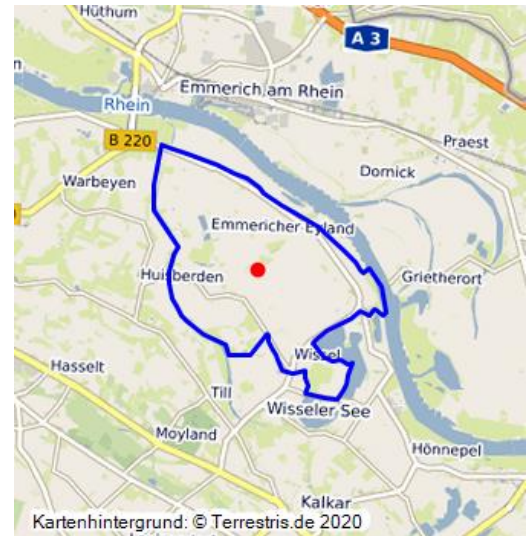 Hüthum
A 3
Emmerich am Rhein
Rhein
B 220
Praest
Dornick
Warbeyen
Emmericher Eyland
Huisberden
Grietherort
Wissel
Hasselt
Till
Wisseler See
Moyland
Hönnepel
Kalkar
Kartenhintergrund: © Terrestris.de 2020